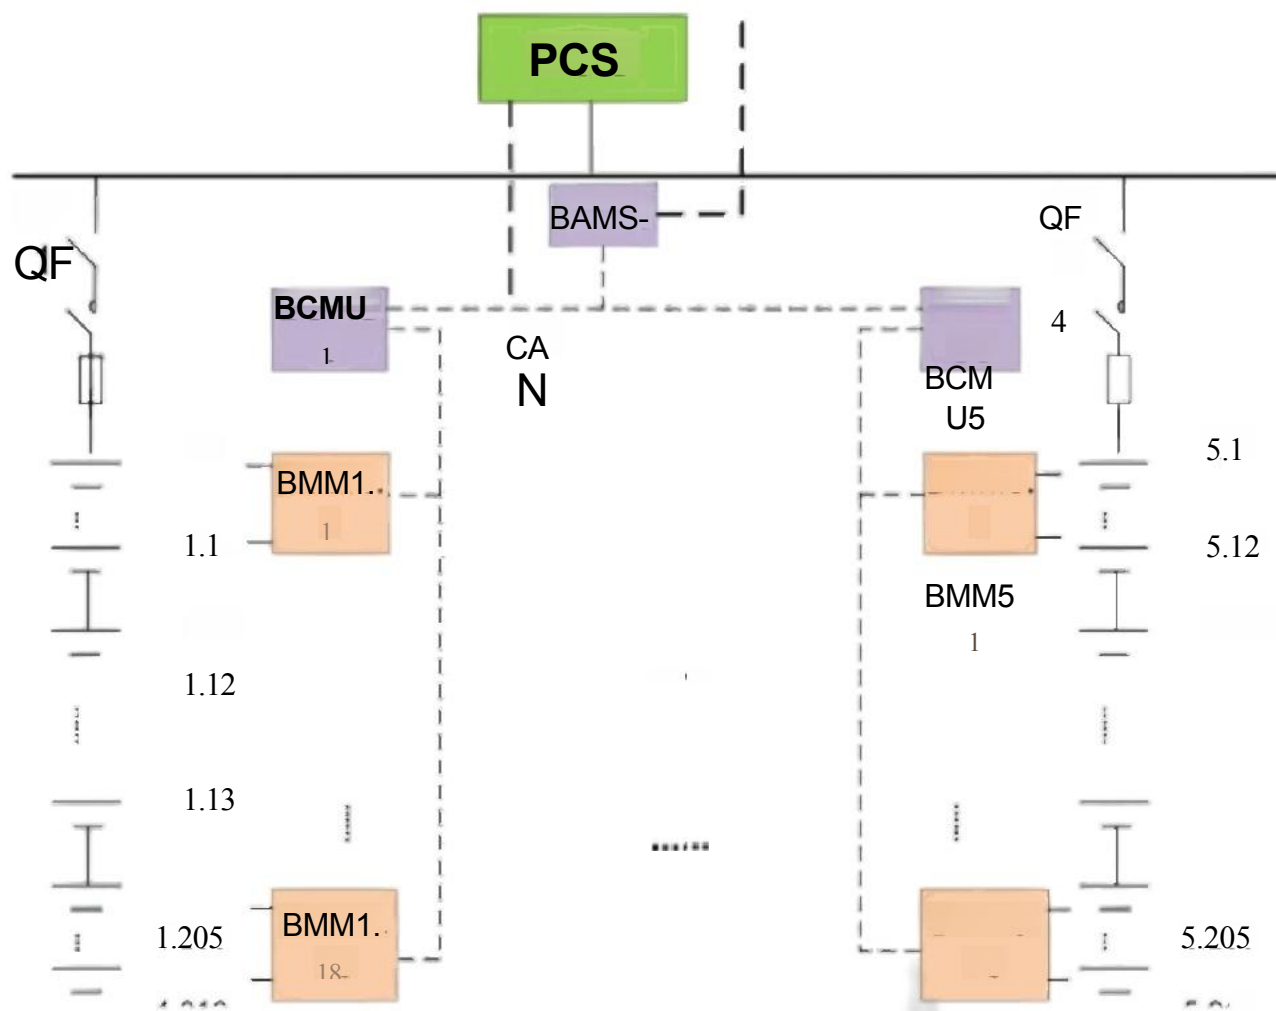 PCS
BAMS-
QF
QF
BCMU
1
4
CA
N
BCM
U5
5.1
BMM1.
1
1.1
5.12
BMM5
1
1.12
1.13
BMM1.
18
1.205
5.205